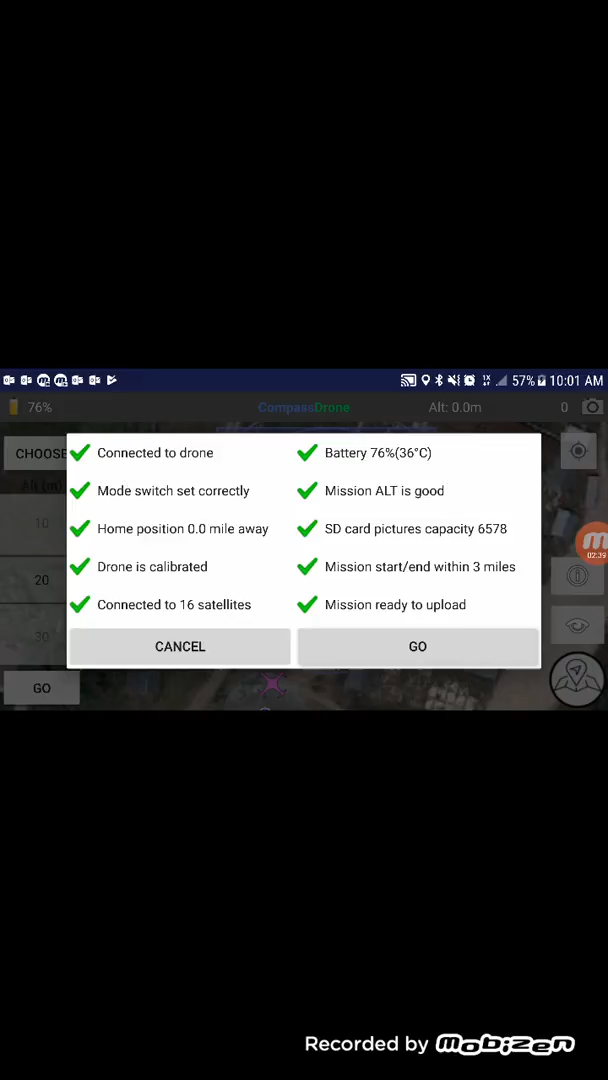 57% 10:01 AM
76% CompassDrone Alt: 0.0m 0
CHOOSE
Connected to drone Battery 76%(36°C)
Mode switch set correctly Mission ALT is good
10
Home position 0.0 mile away SD card pictures capacity 6578
02:39
Drone is calibrated Mission start/end within 3 miles
20
Connected to 16 satellites Mission ready to upload
30
CANCEL GO
GO
Recorded by mobizen